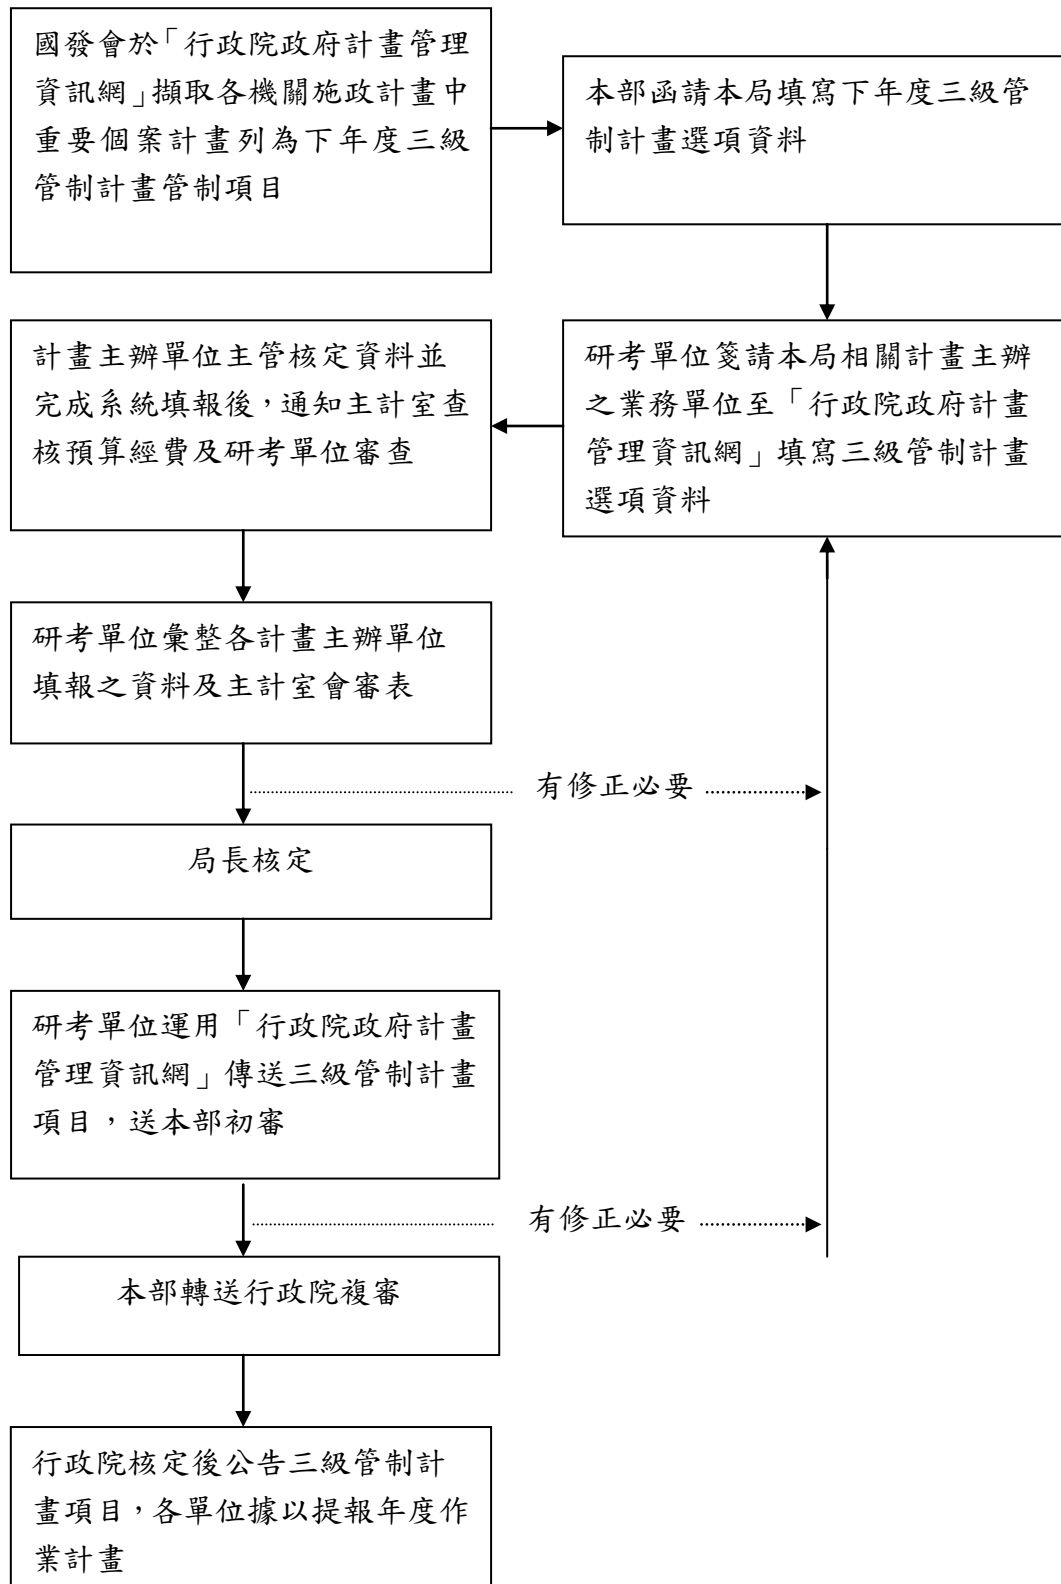 國發會於「行政院政府計畫管理
資訊網」擷取各機關施政計畫中
重要個案計畫列為下年度三級
管制計畫管制項目
本部函請本局填寫下年度三級管
制計畫選項資料
研考單位箋請本局相關計畫主辦
之業務單位至「行政院政府計畫
管理資訊網」填寫三級管制計畫
選項資料
計畫主辦單位主管核定資料並
完成系統填報後，通知主計室查
核預算經費及研考單位審查
研考單位彙整各計畫主辦單位
填報之資料及主計室會審表
有修正必要
局長核定
研考單位運用「行政院政府計畫
管理資訊網」傳送三級管制計畫
項目，送本部初審
有修正必要
本部轉送行政院複審
行政院核定後公告三級管制計
畫項目，各單位據以提報年度作
業計畫